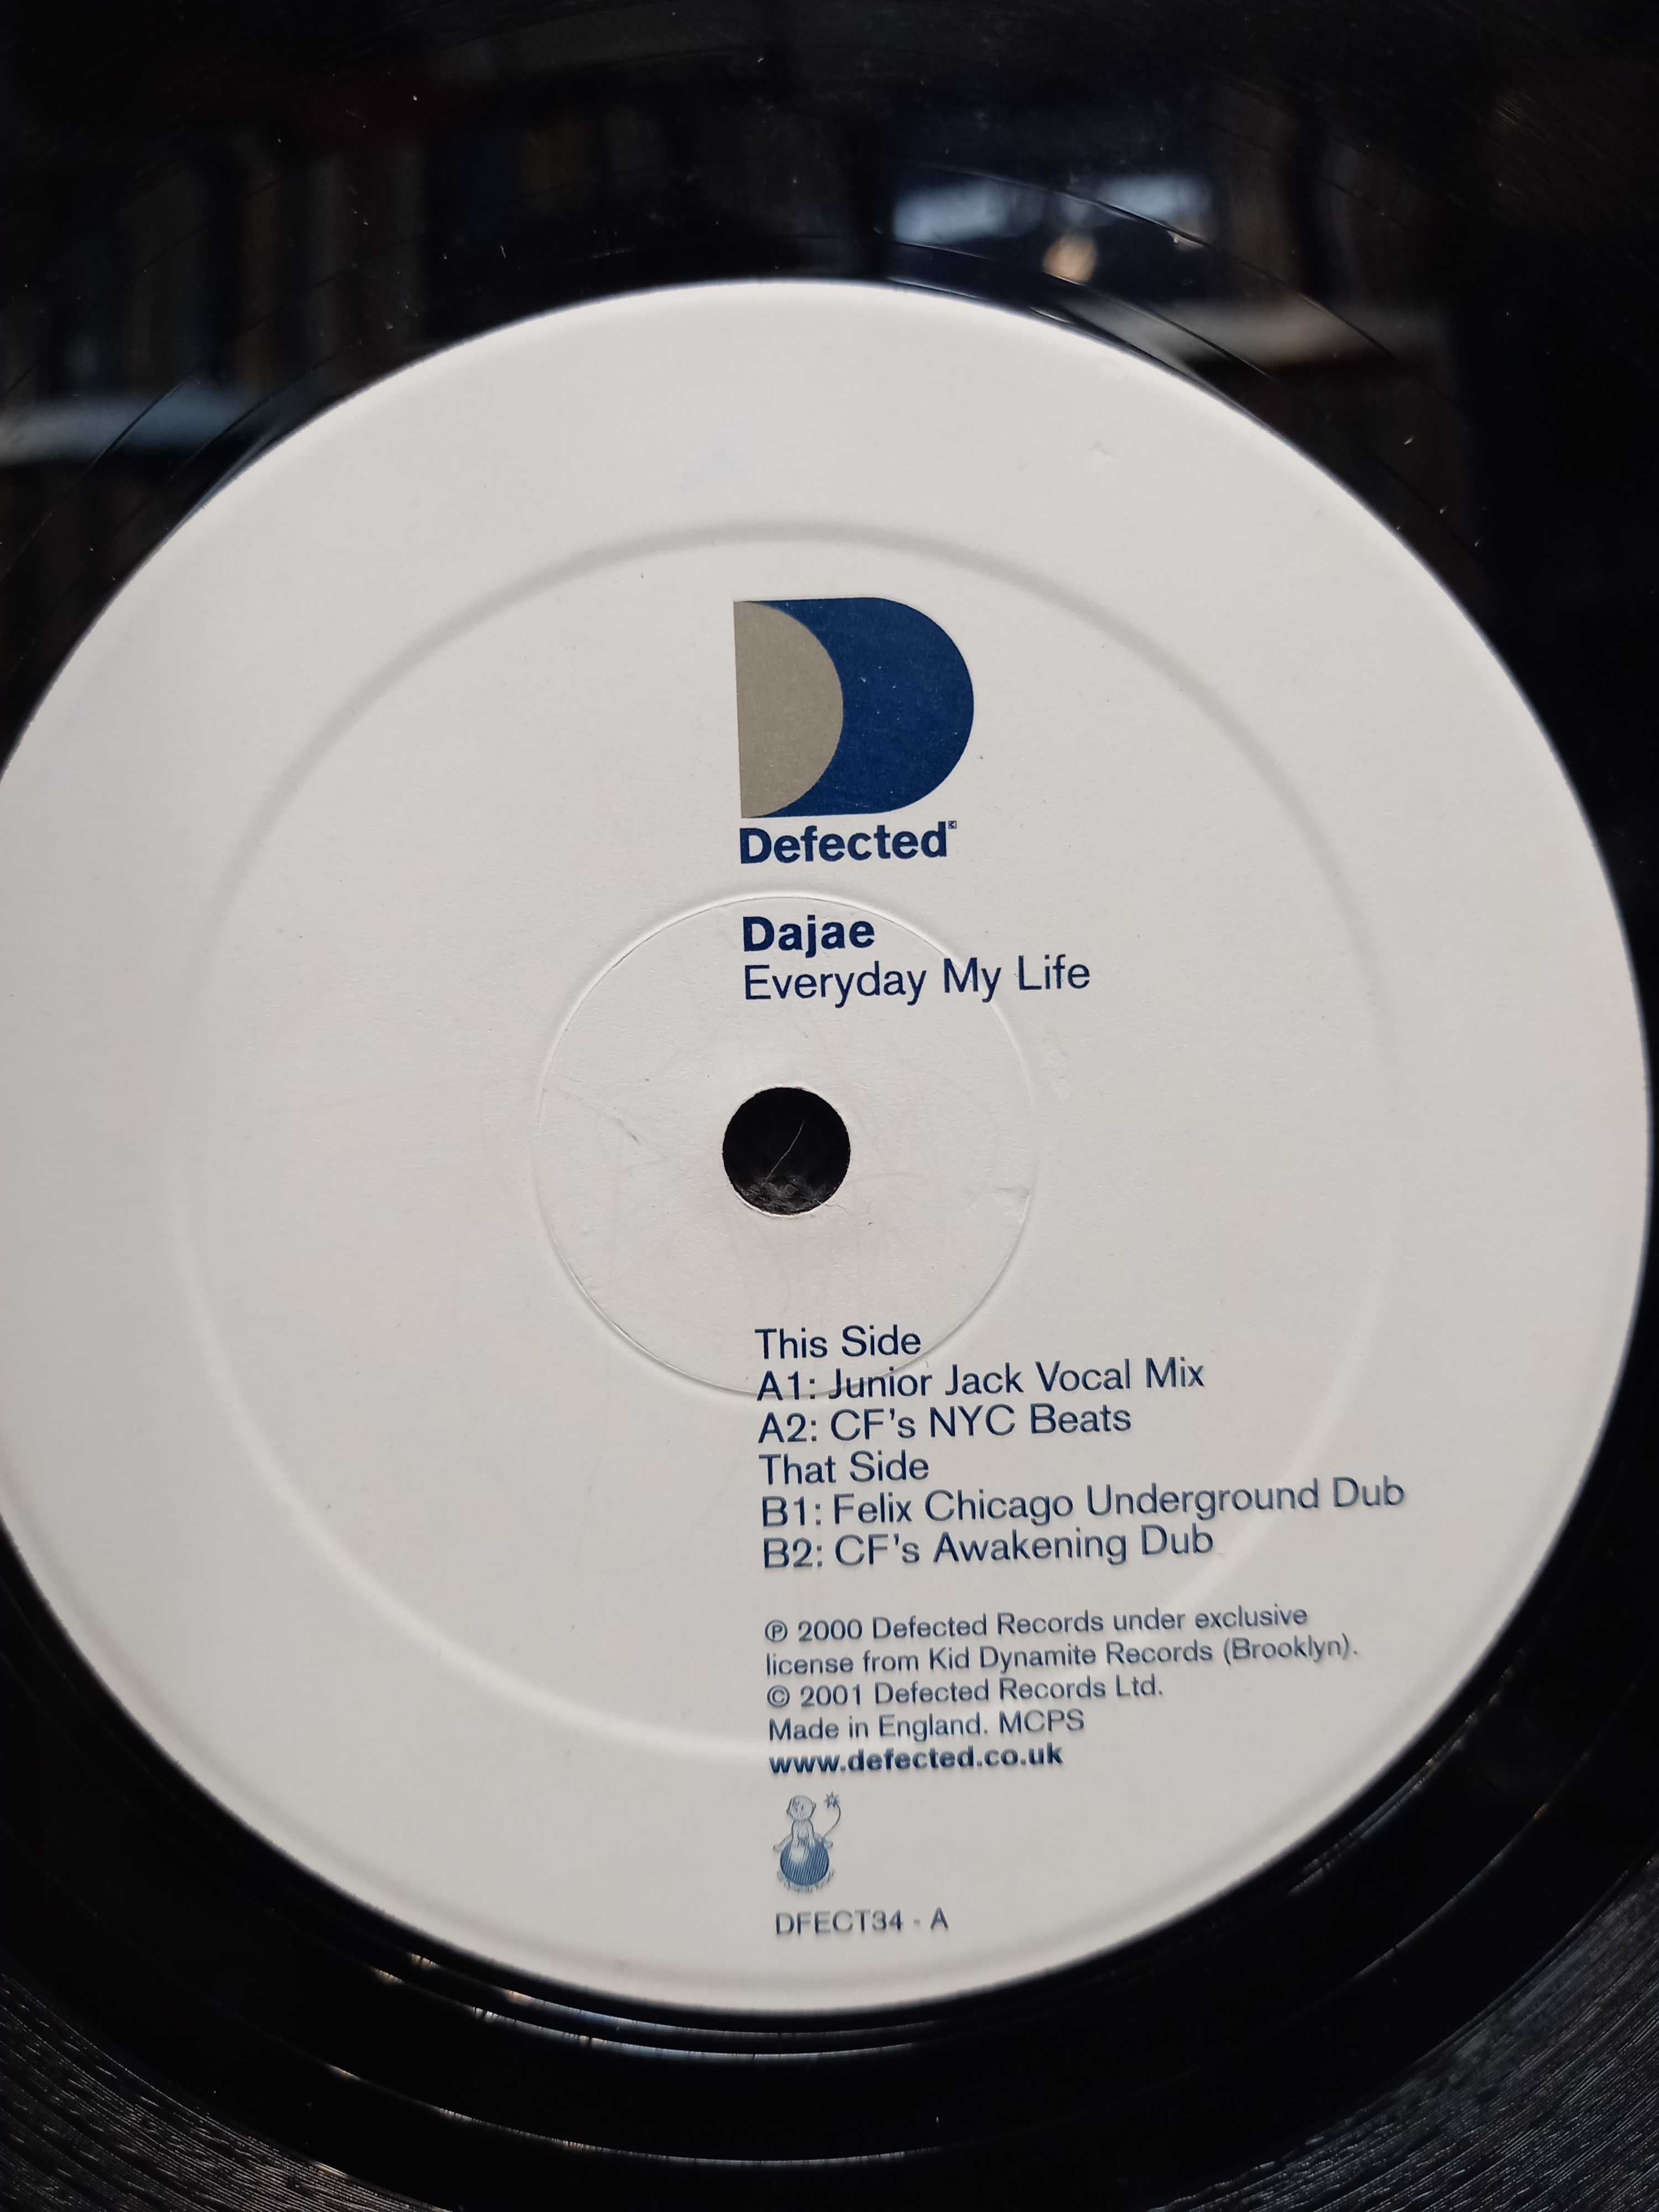 Defected
Dajae
Everyday My Life
This Side
A1: Junior Jack Vocal Mix
A2: CF's NYC Beats
That Side
B1: Felix Chicago Underground Dub
B2: CF's Awakening Dub
℗ 2000 Defected Records under exclusive
license from Kid Dynamite Records (Brooklyn).
© 2001 Defected Records Ltd.
Made in England. MCPS
www.defected.co.uk
DFECT34 - A